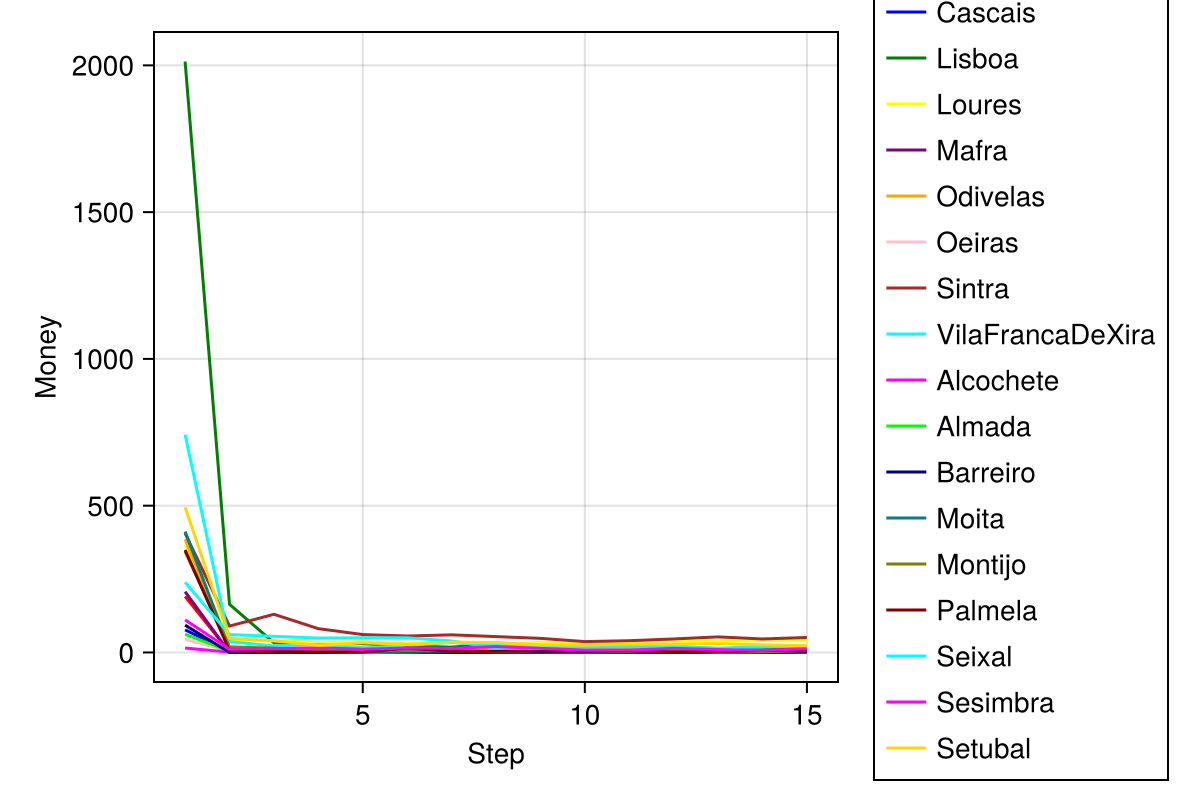 Cascais
Lisboa
Loures
Mafra
Odivelas
Oeiras
Sintra
VilaFrancaDeXira
Alcochete
Almada
Barreiro
Moita
Montijo
Palmela
Seixal
Sesimbra
Setubal
2000
1500
1000
500
0
Money
5 10 15
Step